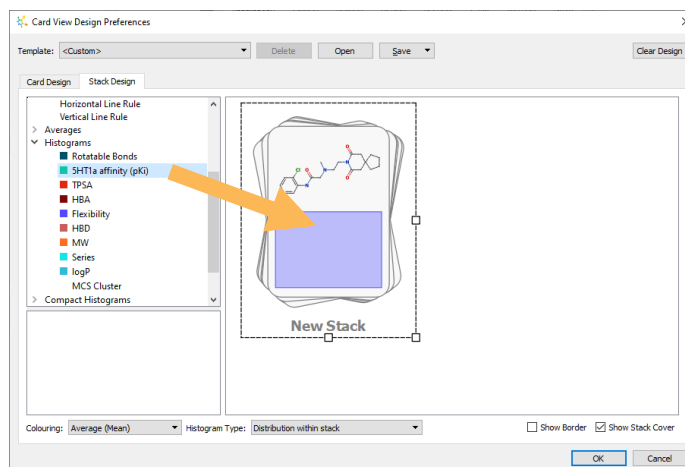 Card View Design Preferences
Template: <Custom> Delete Open Save Clear Design
Card Design Stack Design
Horizontal Line Rule
Vertical Line Rule
Averages
Histograms
Rotatable Bonds
5HT1a affinity (pKi)
TPSA
HBA
Flexibility
HBD
MW
Series
logP
MCS Cluster
Compact Histograms
New Stack
Colouring: Average (Mean) Histogram Type: Distribution within stack Show Border Show Stack Cover
OK Cancel